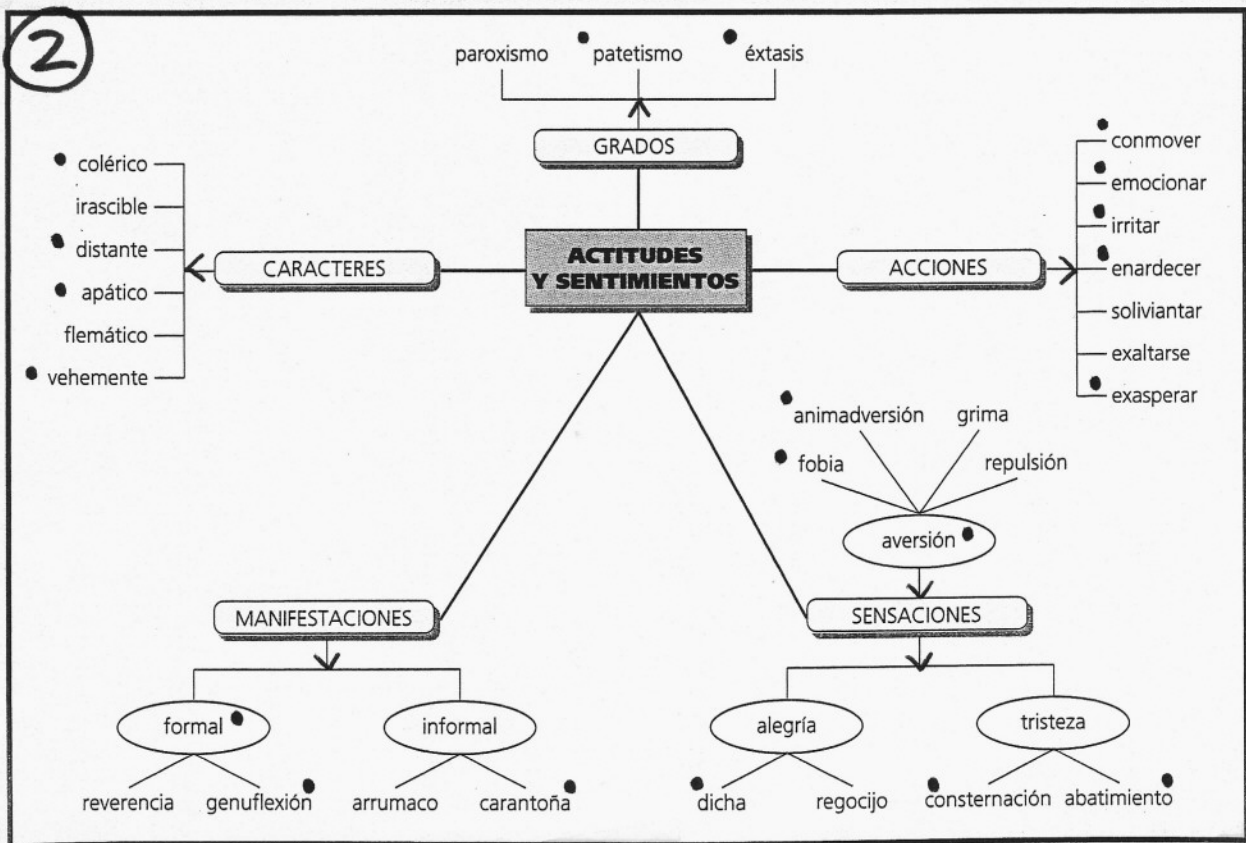 2
paroxismo
patetismo
éxtasis
GRADOS
colérico
irascible
distante
apático
flemático
vehemente
CARACTERES
ACTITUDES
Y SENTIMIENTOS
ACCIONES
conmover
emocionar
irritar
enardecer
soliviantar
exaltarse
exasperar
animadversión
grima
fobia
repulsión
aversión
MANIFESTACIONES
SENSACIONES
formal
informal
alegría
tristeza
reverencia
genuflexión
arrumaco
carantoña
dicha
regocijo
consternación
abatimiento